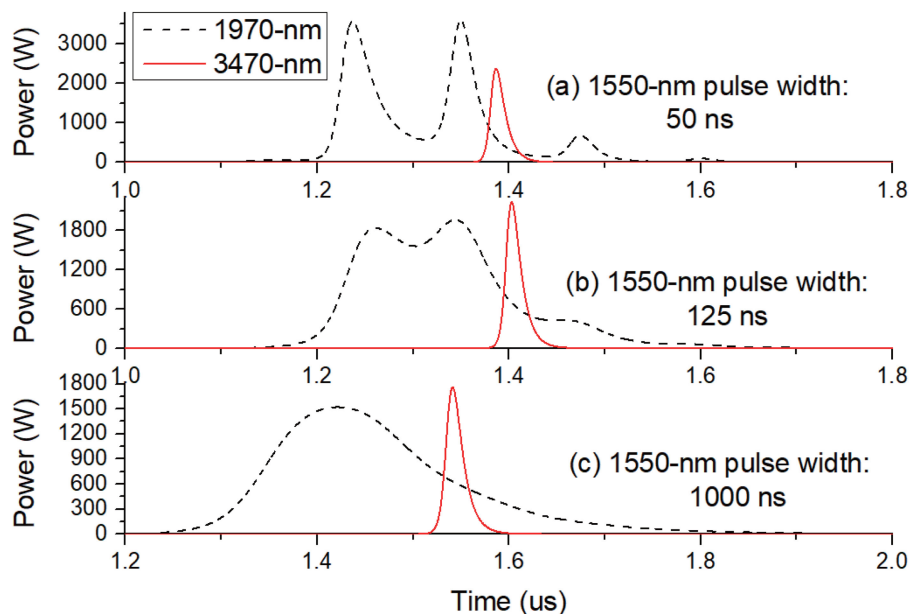 1970-nm
3470-nm
Power (W)
3000
2000
1000
0
(a) 1550-nm pulse width:
50 ns
1.0
1.2
1.4
1.6
1.8
Power (W)
1800
1200
600
0
(b) 1550-nm pulse width:
125 ns
1.0
1.2
1.4
1.6
1.8
Power (W)
1800
1500
1200
900
600
300
0
(c) 1550-nm pulse width:
1000 ns
1.2
1.4
1.6
1.8
2.0
Time (us)